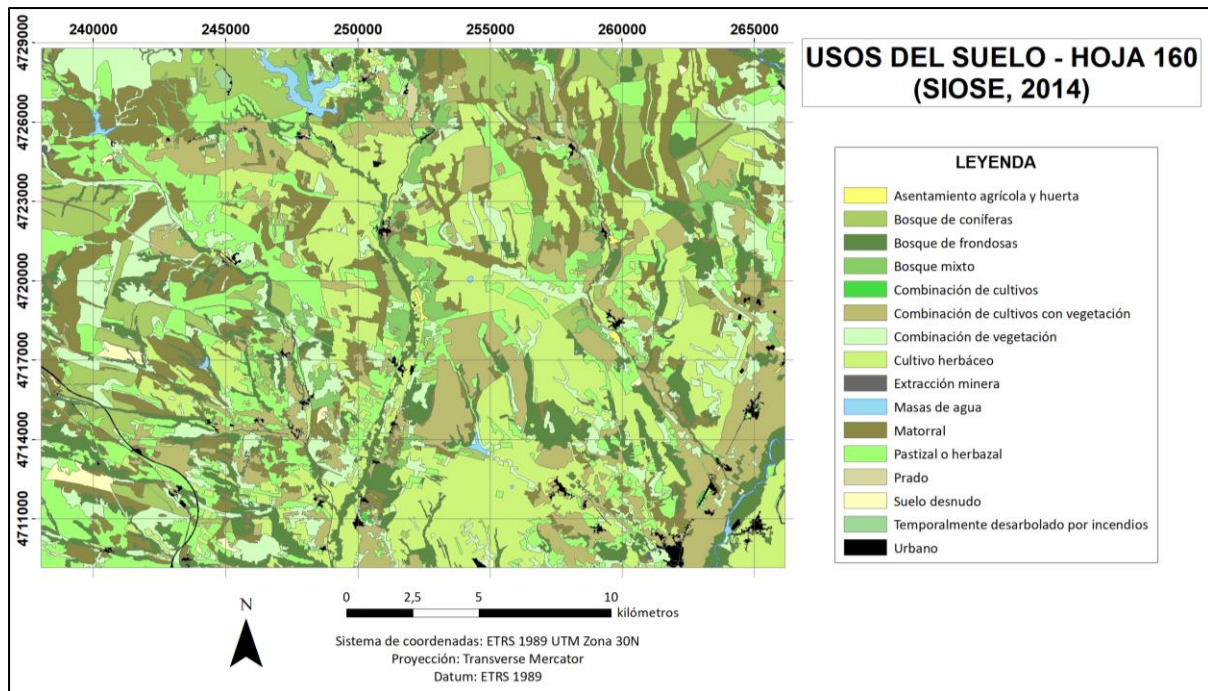 240000 245000 250000 255000 260000 265000
4729000
4726000
4723000
4720000
4717000
4714000
4711000
USOS DEL SUELO - HOJA 160
(SIOSE, 2014)
LEYENDA
Asentamiento agrícola y huerta
Bosque de coníferas
Bosque de frondosas
Bosque mixto
Combinación de cultivos
Combinación de cultivos con vegetación
Combinación de vegetación
Cultivo herbáceo
Extracción minera
Masas de agua
Matorral
Pastizal o herbazal
Prado
Suelo desnudo
Temporalmente desarbolado por incendios
Urbano
N
0 2,5 5 10
kilómetros
Sistema de coordenadas: ETRS 1989 UTM Zona 30N
Proyección: Transverse Mercator
Datum: ETRS 1989